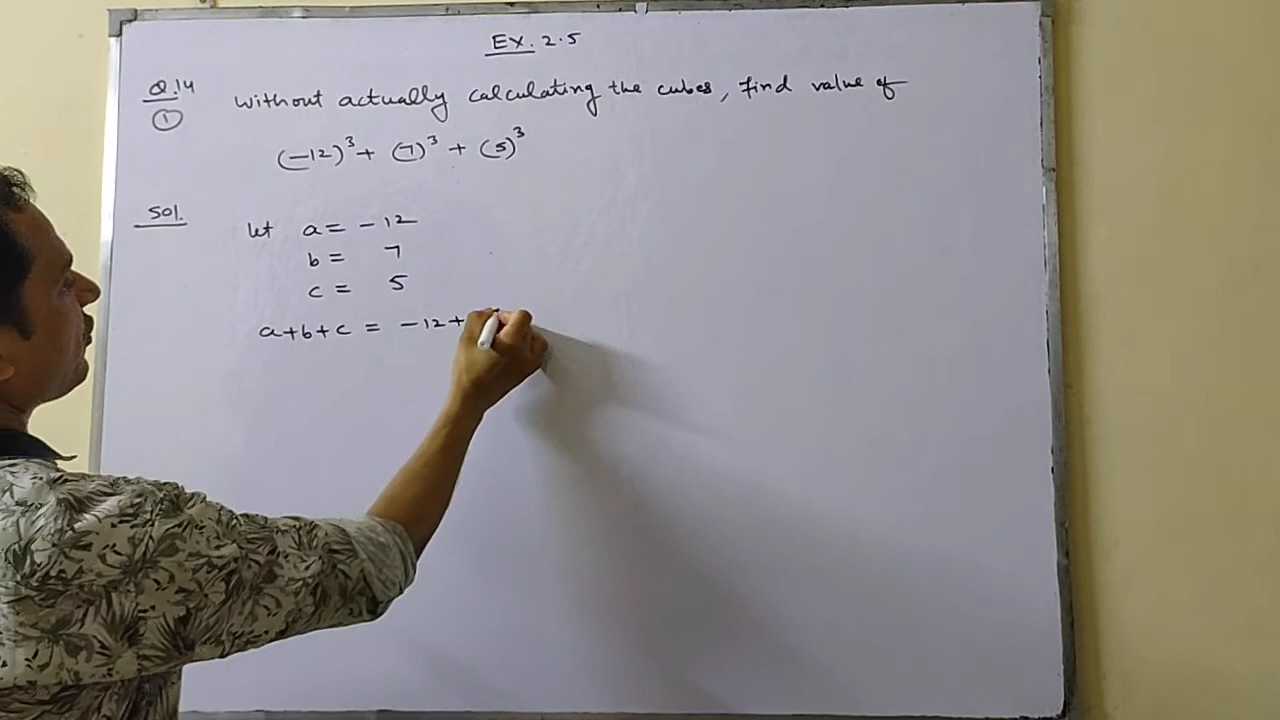 EX. 2.5
Q.14 without actually calculating the cubes, find value of
① (-12)³ + (7)³ + (5)³
Sol. let a = -12
b = 7
c = 5
a+b+c = -12+